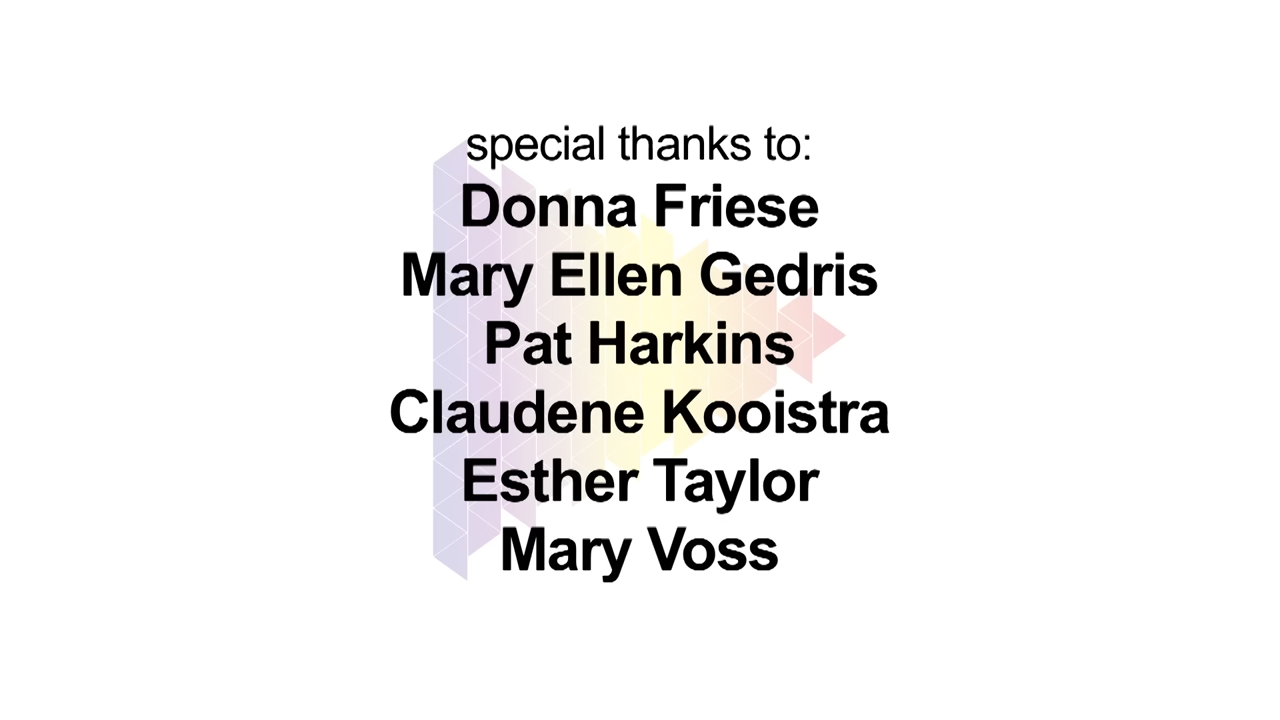 special thanks to:
Donna Friese
Mary Ellen Gedris
Pat Harkins
Claudene Kooistra
Esther Taylor
Mary Voss